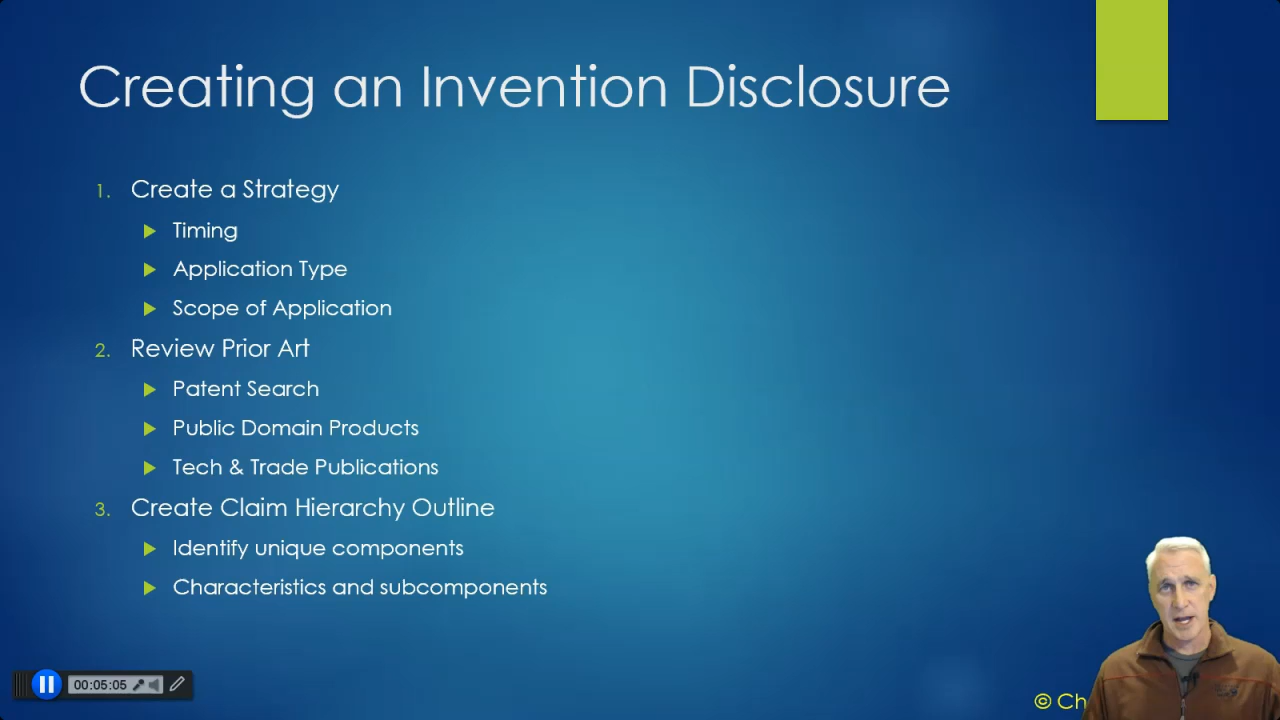 Creating an Invention Disclosure
1. Create a Strategy
Timing
Application Type
Scope of Application
2. Review Prior Art
Patent Search
Public Domain Products
Tech & Trade Publications
3. Create Claim Hierarchy Outline
Identify unique components
Characteristics and subcomponents
00:05:05
©